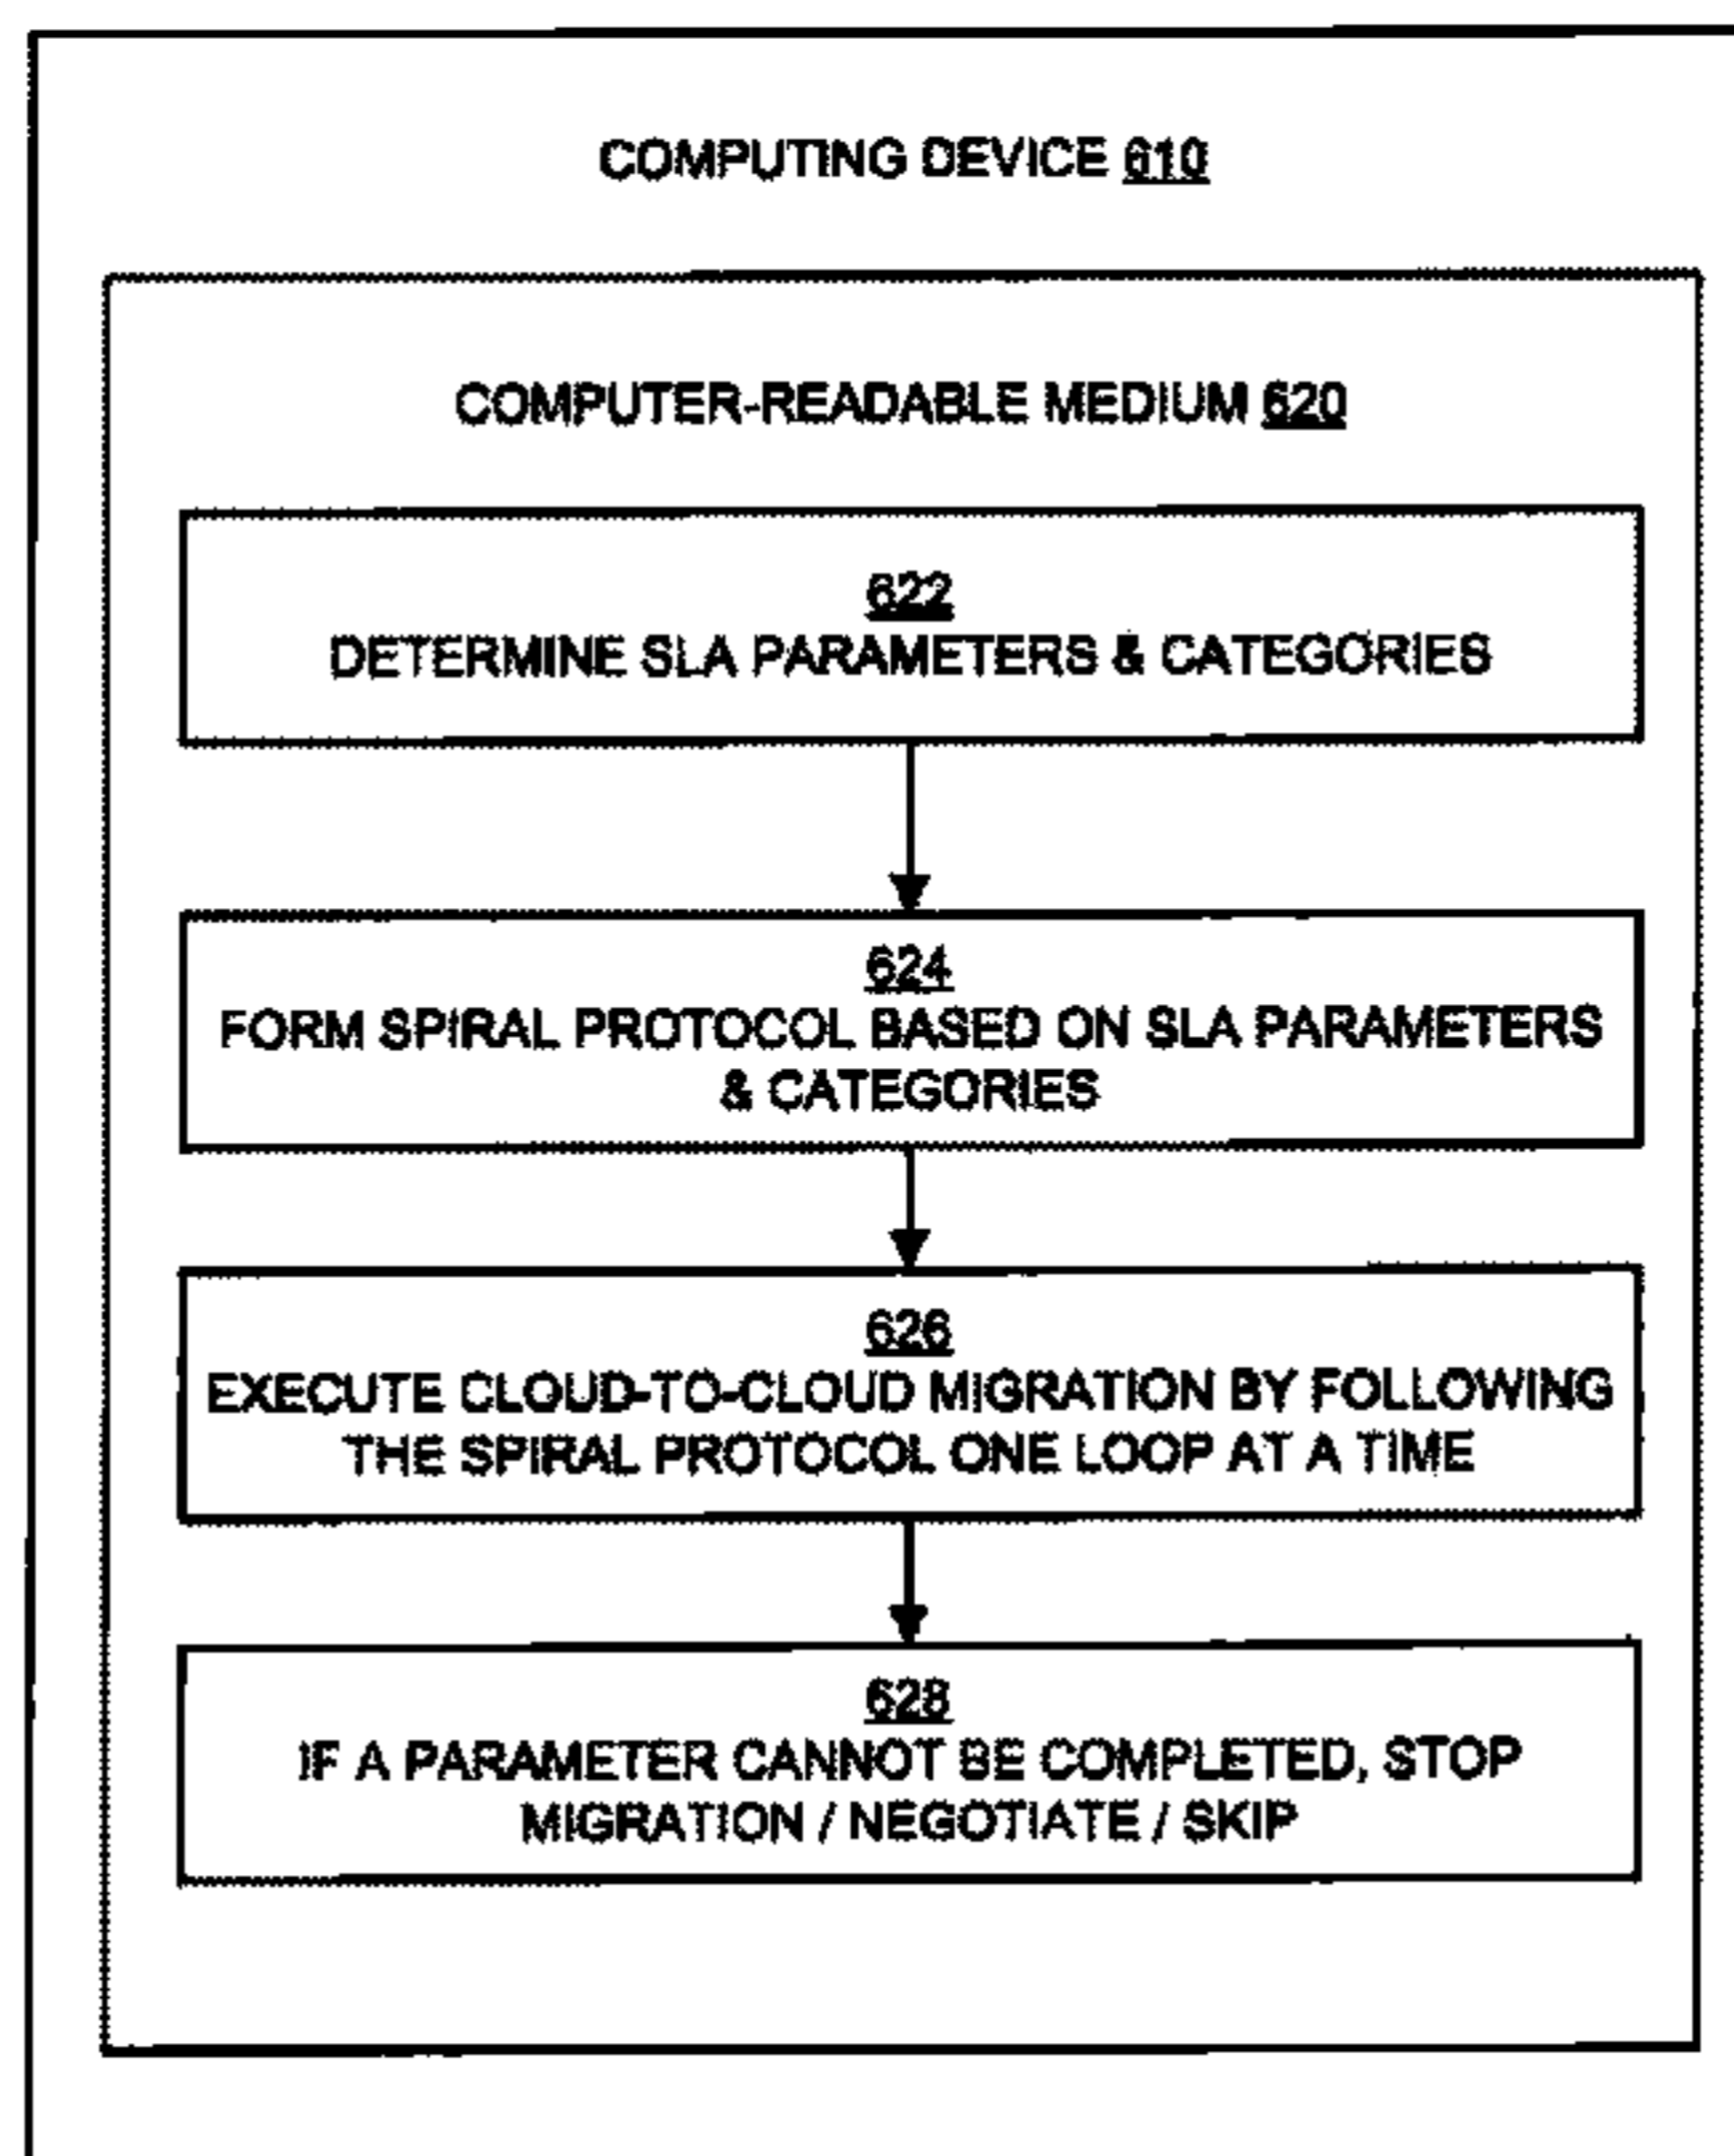 COMPUTING DEVICE 610
COMPUTER-READABLE MEDIUM 620
622
DETERMINE SLA PARAMETERS & CATEGORIES
624
FORM SPIRAL PROTOCOL BASED ON SLA PARAMETERS
& CATEGORIES
626
EXECUTE CLOUD-TO-CLOUD MIGRATION BY FOLLOWING
THE SPIRAL PROTOCOL ONE LOOP AT A TIME
628
IF A PARAMETER CANNOT BE COMPLETED, STOP
MIGRATION / NEGOTIATE / SKIP